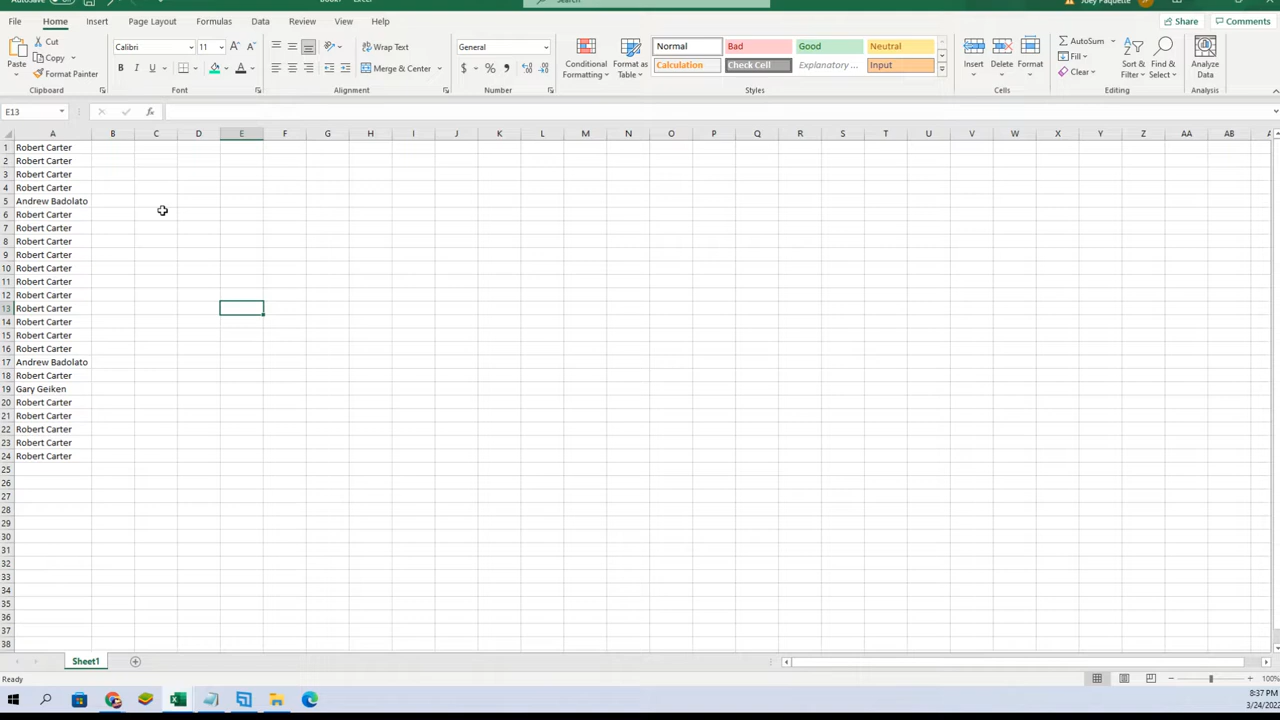 File Home Insert Page Layout Formulas Data Review View Help Share Comments
Cut
Copy
Format Painter
Paste
Calibri 11
B I U
Wrap Text
Merge & Center
General
$ %
Conditional Formatting
Format as Table
Normal Bad Good Neutral
Calculation Check Cell Explanatory ... Input
Insert Delete Format
AutoSum
Fill
Clear
Sort & Filter
Find & Select
Analyze Data
Clipboard Font Alignment Number Styles Cells Editing Analysis
E13 fx
A B C D E F G H I J K L M N O P Q R S T U V W X Y Z AA AB
1 Robert Carter
2 Robert Carter
3 Robert Carter
4 Robert Carter
5 Andrew Badolato
6 Robert Carter
7 Robert Carter
8 Robert Carter
9 Robert Carter
10 Robert Carter
11 Robert Carter
12 Robert Carter
13 Robert Carter
14 Robert Carter
15 Robert Carter
16 Robert Carter
17 Andrew Badolato
18 Robert Carter
19 Gary Geiken
20 Robert Carter
21 Robert Carter
22 Robert Carter
23 Robert Carter
24 Robert Carter
25
26
27
28
29
30
31
32
33
34
35
36
37
38
Sheet1
Ready 100%
8:37 PM